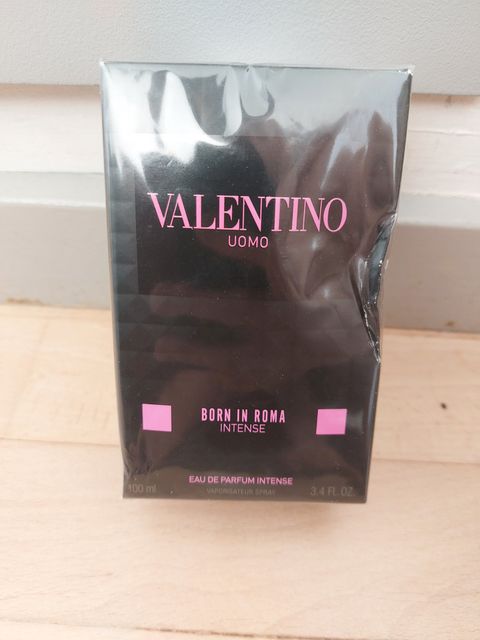 VALENTINO
UOMO
BORN IN ROMA
INTENSE
EAU DE PARFUM INTENSE
100 ml VAPORISATEUR SPRAY 3.4 FL. OZ.